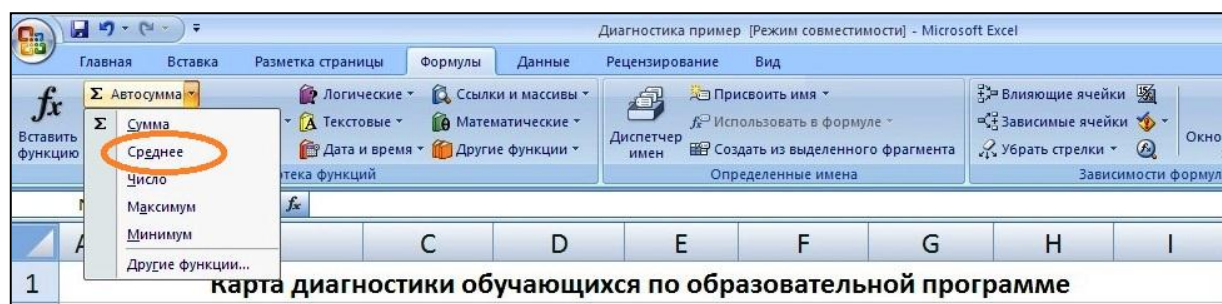 Диагностика пример [Режим совместимости] - Microsoft Excel
Главная Вставка Разметка страницы Формулы Данные Рецензирование Вид
fx Вставить функцию
Σ Автосумма
Σ Сумма
Среднее
Число
Максимум
Минимум
Другие функции...
Логические
Текстовые
Дата и время
Ссылки и массивы
Математические
Другие функции
Диспетчер имен
Присвоить имя
Использовать в формуле
Создать из выделенного фрагмента
Определенные имена
Влияющие ячейки
Зависимые ячейки
Убрать стрелки
Окно
fx
C D E F G H I
1 Карта диагностики обучающихся по образовательной программе